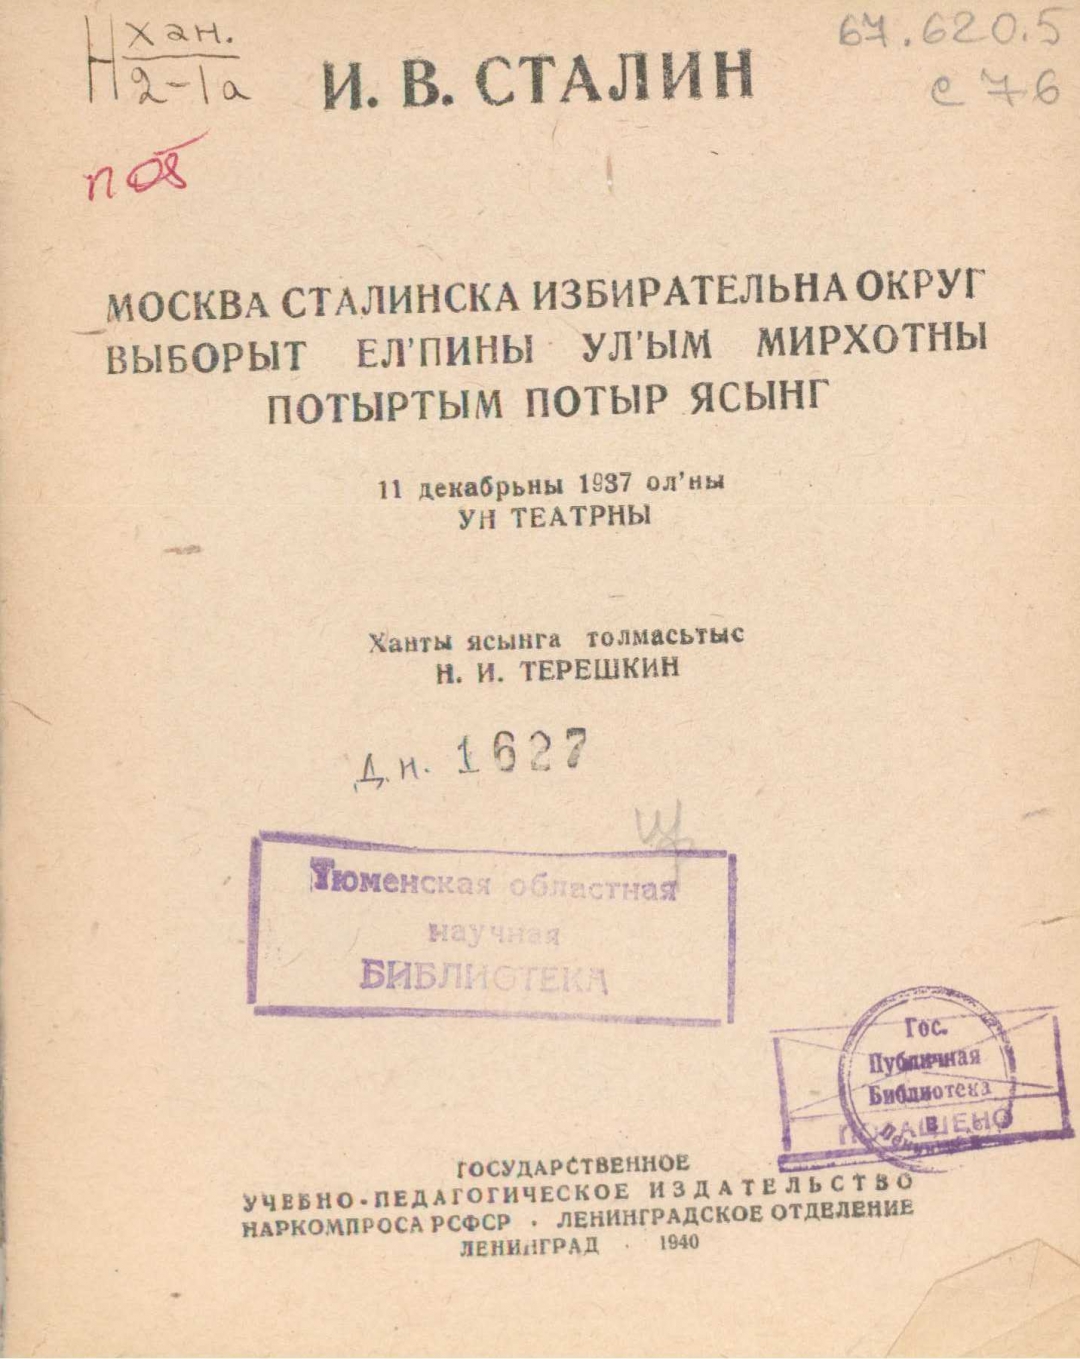 Н хан.
2-1а
67.620.5
с 76
И. В. СТАЛИН
МОСКВА СТАЛИНСКА ИЗБИРАТЕЛЬНА ОКРУГ
ВЫБОРЫТ ЕЛ’ПИНЫ УЛ’ЫМ МИРХОТНЫ
ПОТЫРТЫМ ПОТЫР ЯСЫНГ
11 декабрьны 1937 ол’ны
УН ТЕАТРНЫ
Ханты ясынга толмасьтыс
Н. И. ТЕРЕШКИН
Д.н. 1627
Тюменская областная
научная
БИБЛИОТЕКА
Гос.
Публичная
Библиотека
в
ПОГАШЕНО
ГОСУДАРСТВЕННОЕ
УЧЕБНО-ПЕДАГОГИЧЕСКОЕ ИЗДАТЕЛЬСТВО
НАРКОМПРОСА РСФСР · ЛЕНИНГРАДСКОЕ ОТДЕЛЕНИЕ
ЛЕНИНГРАД · 1940